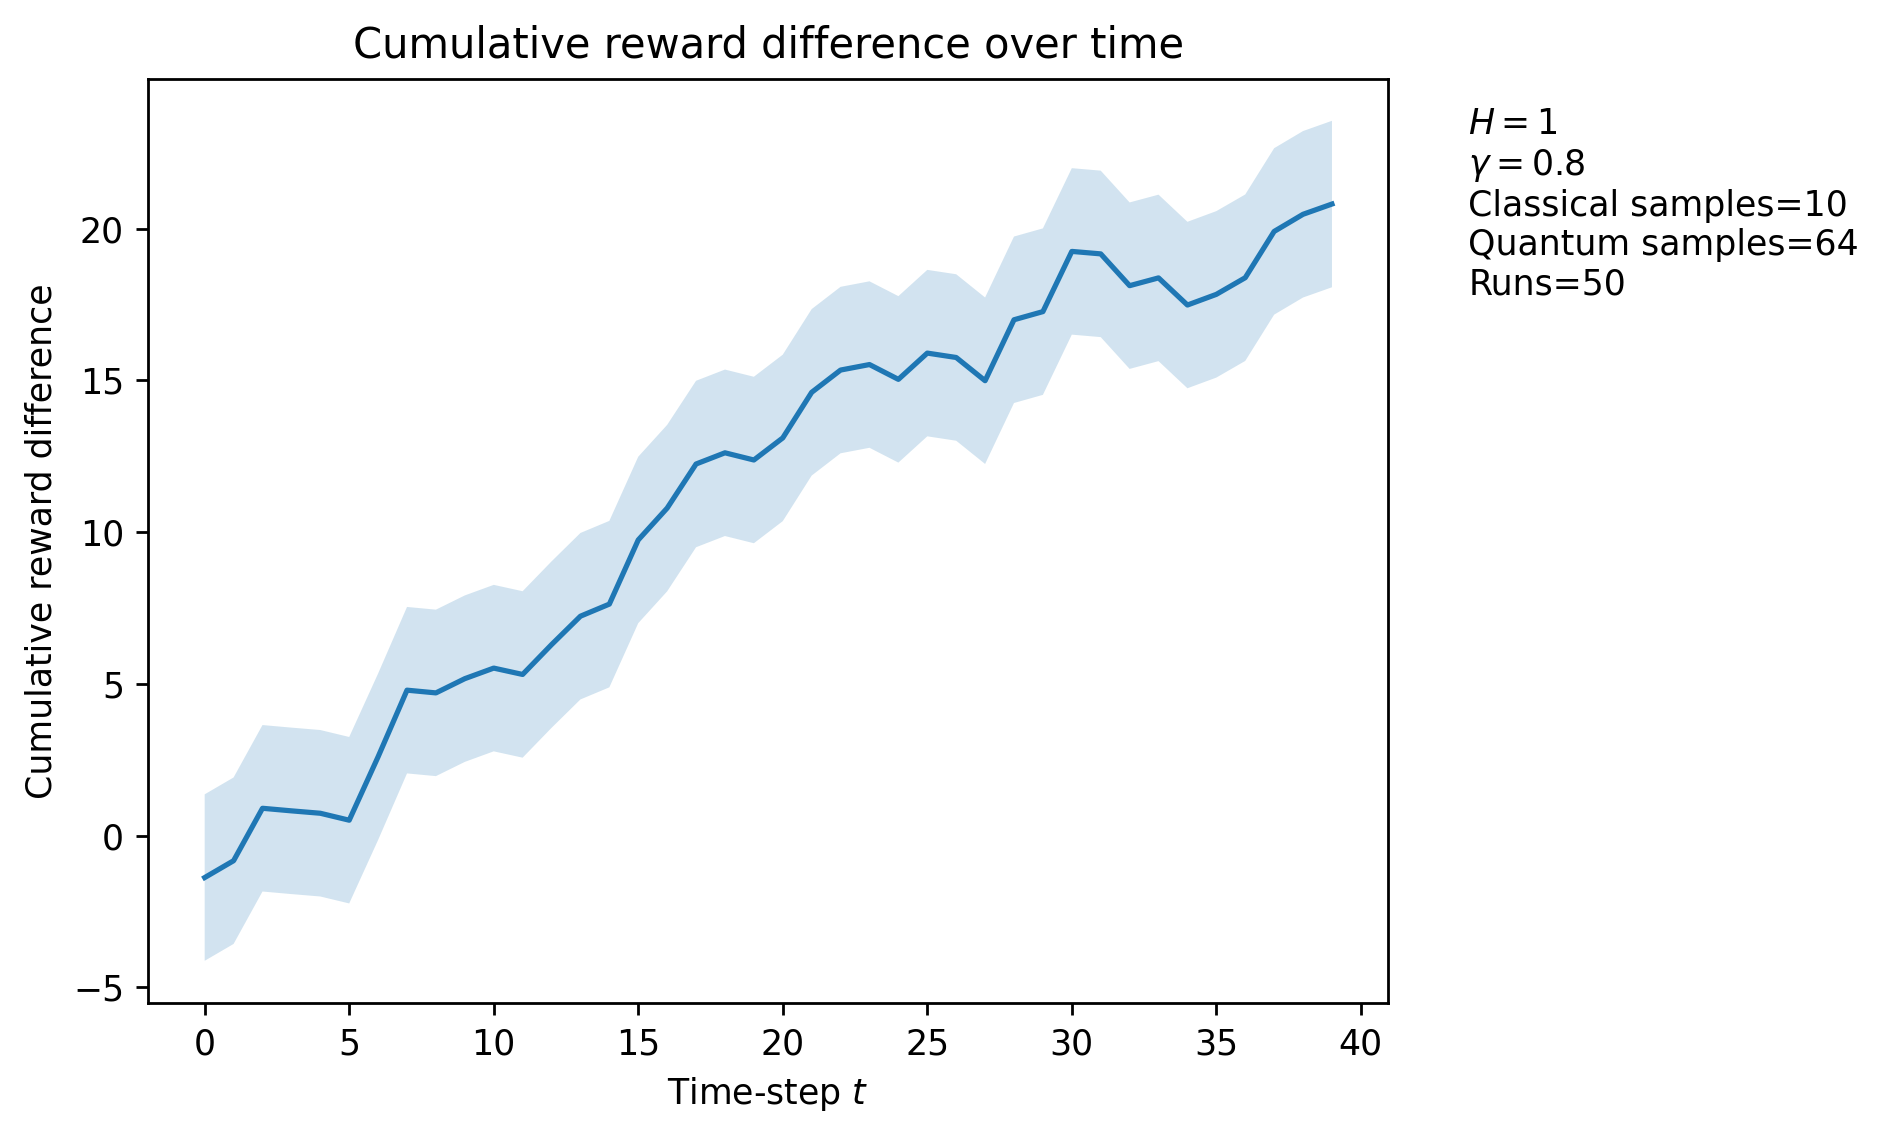 Cumulative reward difference over time
Cumulative reward difference
20
15
10
5
0
−5
0 5 10 15 20 25 30 35 40
Time-step t
H = 1
γ = 0.8
Classical samples=10
Quantum samples=64
Runs=50